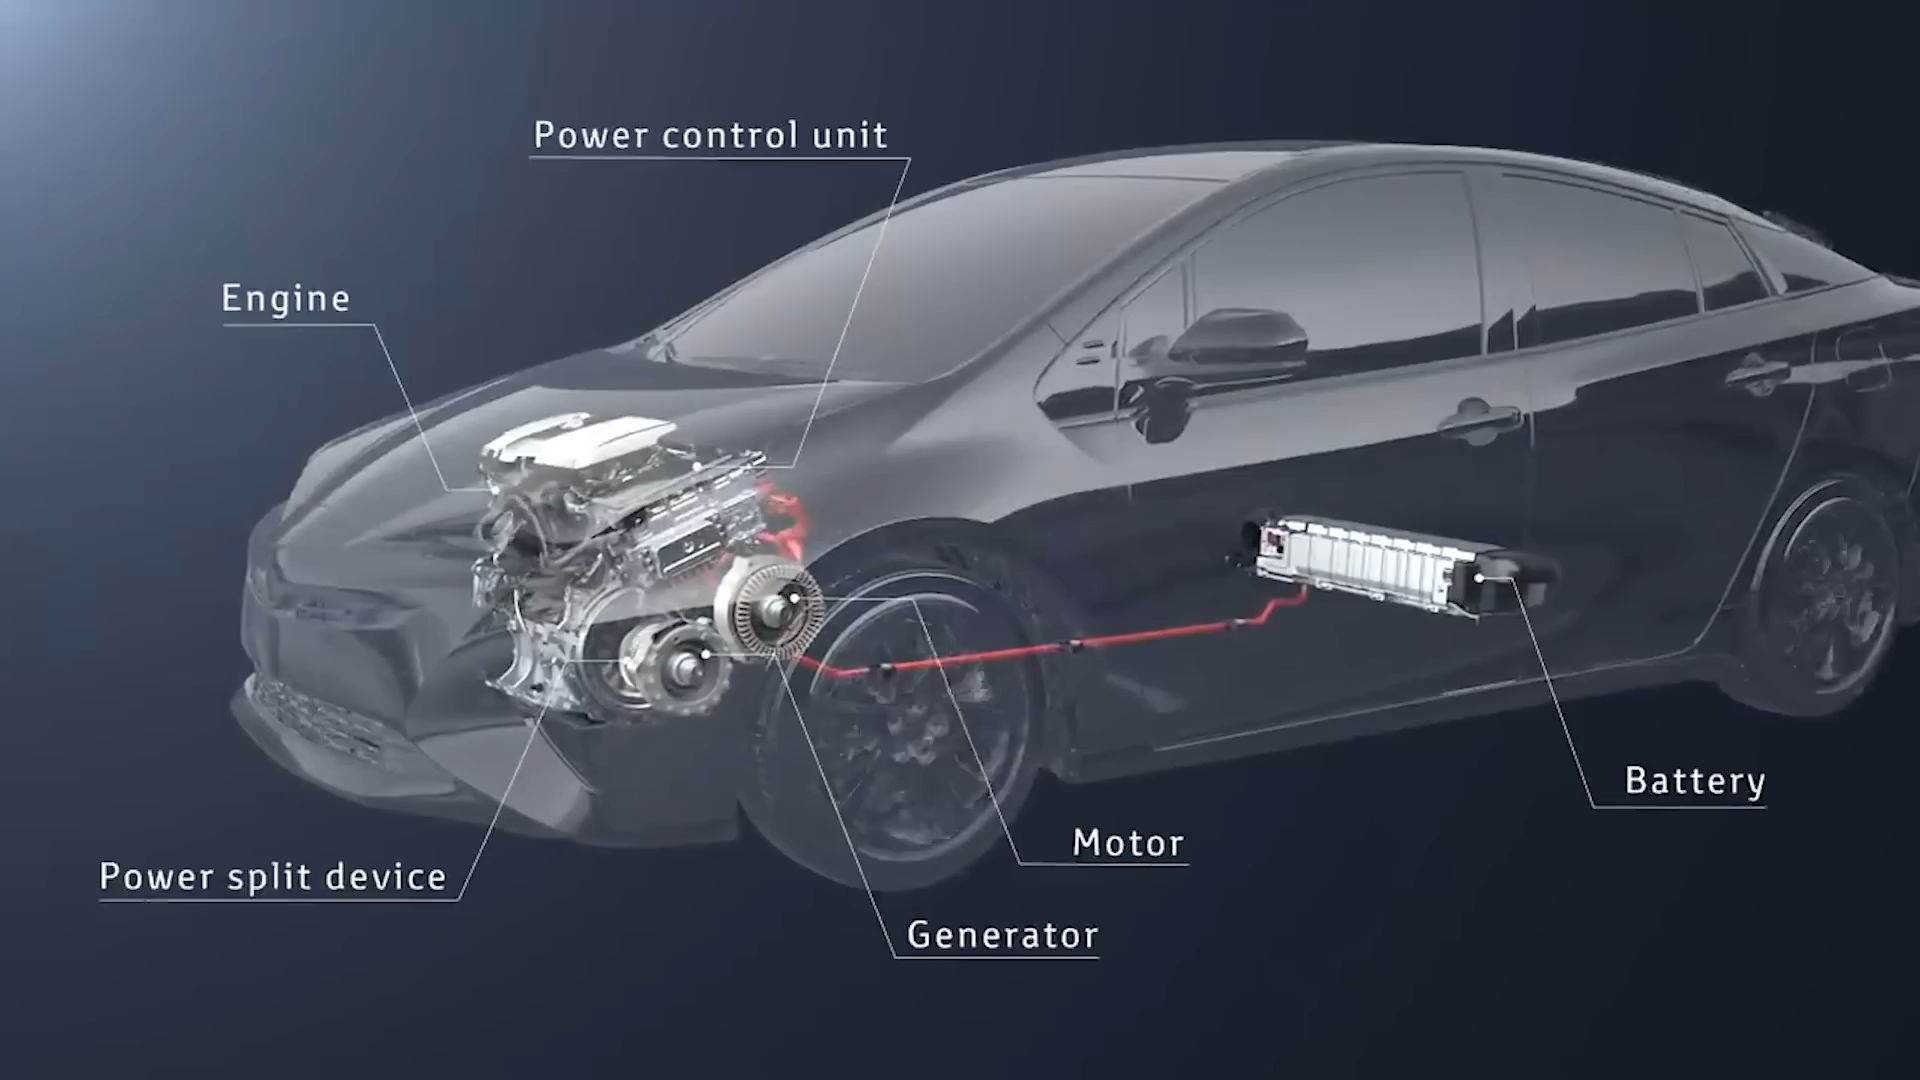 Power control unit
Engine
Battery
Motor
Power split device
Generator